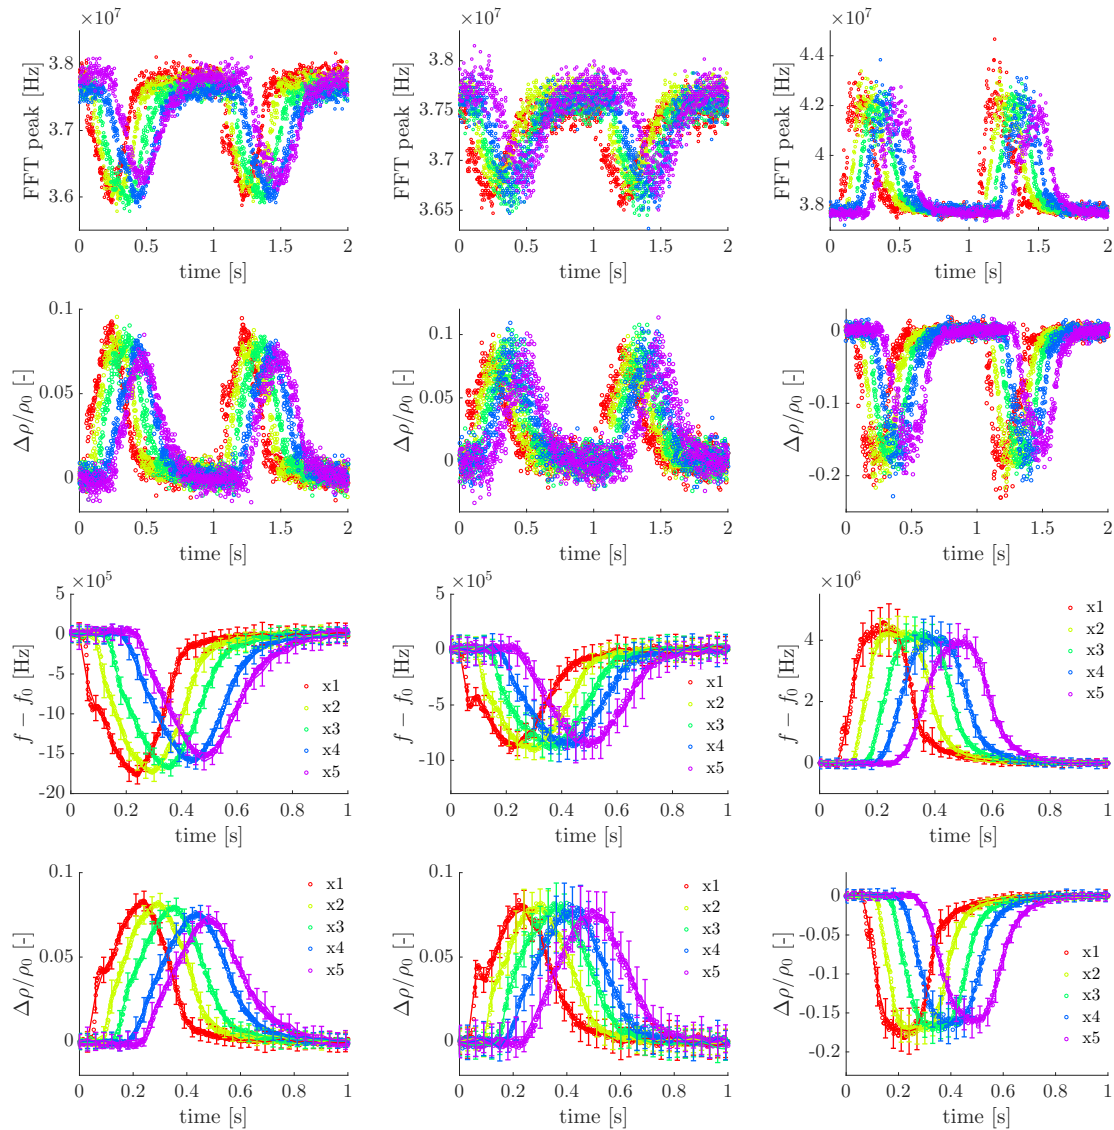 ×10⁷ ×10⁷ ×10⁷
FFT peak [Hz]
3.8
3.7
3.6
0 0.5 1 1.5 2
time [s]
FFT peak [Hz]
3.8
3.75
3.7
3.65
0 0.5 1 1.5 2
time [s]
FFT peak [Hz]
4.4
4.2
4
3.8
0 0.5 1 1.5 2
time [s]
Δρ/ρ₀ [-]
0.1
0.05
0
0 0.5 1 1.5 2
time [s]
Δρ/ρ₀ [-]
0.1
0.05
0
0 0.5 1 1.5 2
time [s]
Δρ/ρ₀ [-]
0
-0.1
-0.2
0 0.5 1 1.5 2
time [s]
×10⁵
f − f₀ [Hz]
5
0
-5
-10
-15
-20
0 0.2 0.4 0.6 0.8 1
time [s]
x1
x2
x3
x4
x5
×10⁵
f − f₀ [Hz]
5
0
-5
-10
0 0.2 0.4 0.6 0.8 1
time [s]
x1
x2
x3
x4
x5
×10⁶
f − f₀ [Hz]
4
2
0
0 0.2 0.4 0.6 0.8 1
time [s]
x1
x2
x3
x4
x5
Δρ/ρ₀ [-]
0.1
0.05
0
0 0.2 0.4 0.6 0.8 1
time [s]
x1
x2
x3
x4
x5
Δρ/ρ₀ [-]
0.1
0.05
0
0 0.2 0.4 0.6 0.8 1
time [s]
x1
x2
x3
x4
x5
Δρ/ρ₀ [-]
0
-0.05
-0.1
-0.15
-0.2
0 0.2 0.4 0.6 0.8 1
time [s]
x1
x2
x3
x4
x5